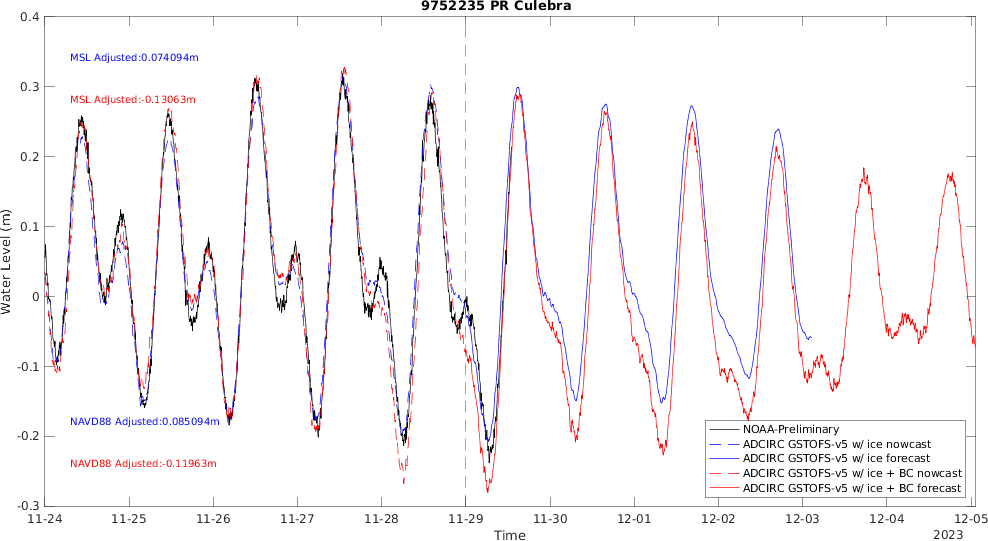 9752235 PR Culebra
0.4
0.3
0.2
0.1
0
-0.1
-0.2
-0.3
Water Level (m)
MSL Adjusted:0.074094m
MSL Adjusted:-0.13063m
NAVD88 Adjusted:0.085094m
NAVD88 Adjusted:-0.11963m
NOAA-Preliminary
ADCIRC GSTOFS-v5 w/ ice nowcast
ADCIRC GSTOFS-v5 w/ ice forecast
ADCIRC GSTOFS-v5 w/ ice + BC nowcast
ADCIRC GSTOFS-v5 w/ ice + BC forecast
11-24 11-25 11-26 11-27 11-28 11-29 11-30 12-01 12-02 12-03 12-04 12-05
Time
2023